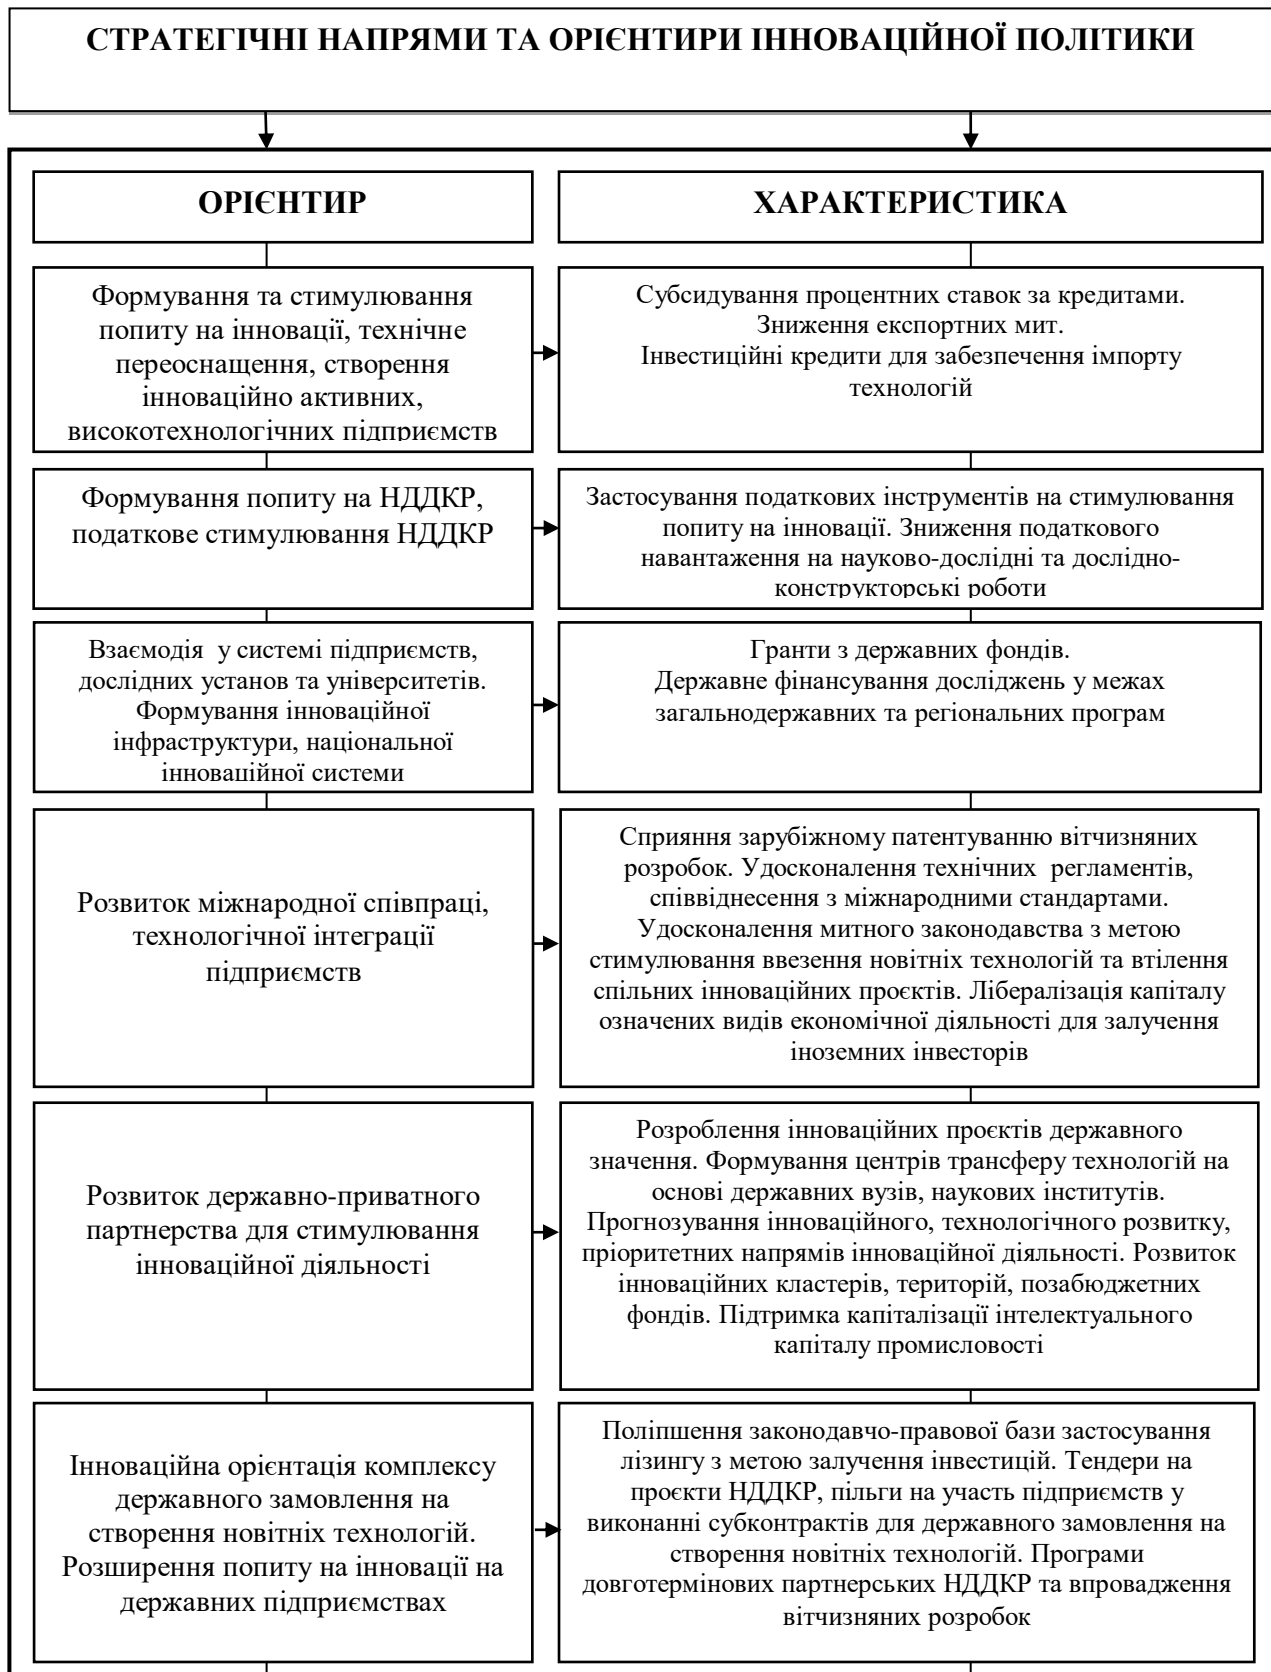 СТРАТЕГІЧНІ НАПРЯМИ ТА ОРІЄНТИРИ ІННОВАЦІЙНОЇ ПОЛІТИКИ
ОРІЄНТИР
ХАРАКТЕРИСТИКА
Формування та стимулювання
попиту на інновації, технічне
переоснащення, створення
інноваційно активних,
високотехнологічних підприємств
Субсидування процентних ставок за кредитами.
Зниження експортних мит.
Інвестиційні кредити для забезпечення імпорту
технологій
Формування попиту на НДДКР,
податкове стимулювання НДДКР
Застосування податкових інструментів на стимулювання
попиту на інновації. Зниження податкового
навантаження на науково-дослідні та дослідно-
конструкторські роботи
Взаємодія у системі підприємств,
дослідних установ та університетів.
Формування інноваційної
інфраструктури, національної
інноваційної системи
Гранти з державних фондів.
Державне фінансування досліджень у межах
загальнодержавних та регіональних програм
Розвиток міжнародної співпраці,
технологічної інтеграції
підприємств
Сприяння зарубіжному патентуванню вітчизняних
розробок. Удосконалення технічних регламентів,
співвіднесення з міжнародними стандартами.
Удосконалення митного законодавства з метою
стимулювання ввезення новітніх технологій та втілення
спільних інноваційних проєктів. Лібералізація капіталу
означених видів економічної діяльності для залучення
іноземних інвесторів
Розвиток державно-приватного
партнерства для стимулювання
інноваційної діяльності
Розроблення інноваційних проєктів державного
значення. Формування центрів трансферу технологій на
основі державних вузів, наукових інститутів.
Прогнозування інноваційного, технологічного розвитку,
пріоритетних напрямів інноваційної діяльності. Розвиток
інноваційних кластерів, територій, позабюджетних
фондів. Підтримка капіталізації інтелектуального
капіталу промисловості
Інноваційна орієнтація комплексу
державного замовлення на
створення новітніх технологій.
Розширення попиту на інновації на
державних підприємствах
Поліпшення законодавчо-правової бази застосування
лізингу з метою залучення інвестицій. Тендери на
проєкти НДДКР, пільги на участь підприємств у
виконанні субконтрактів для державного замовлення на
створення новітніх технологій. Програми
довготермінових партнерських НДДКР та впровадження
вітчизняних розробок